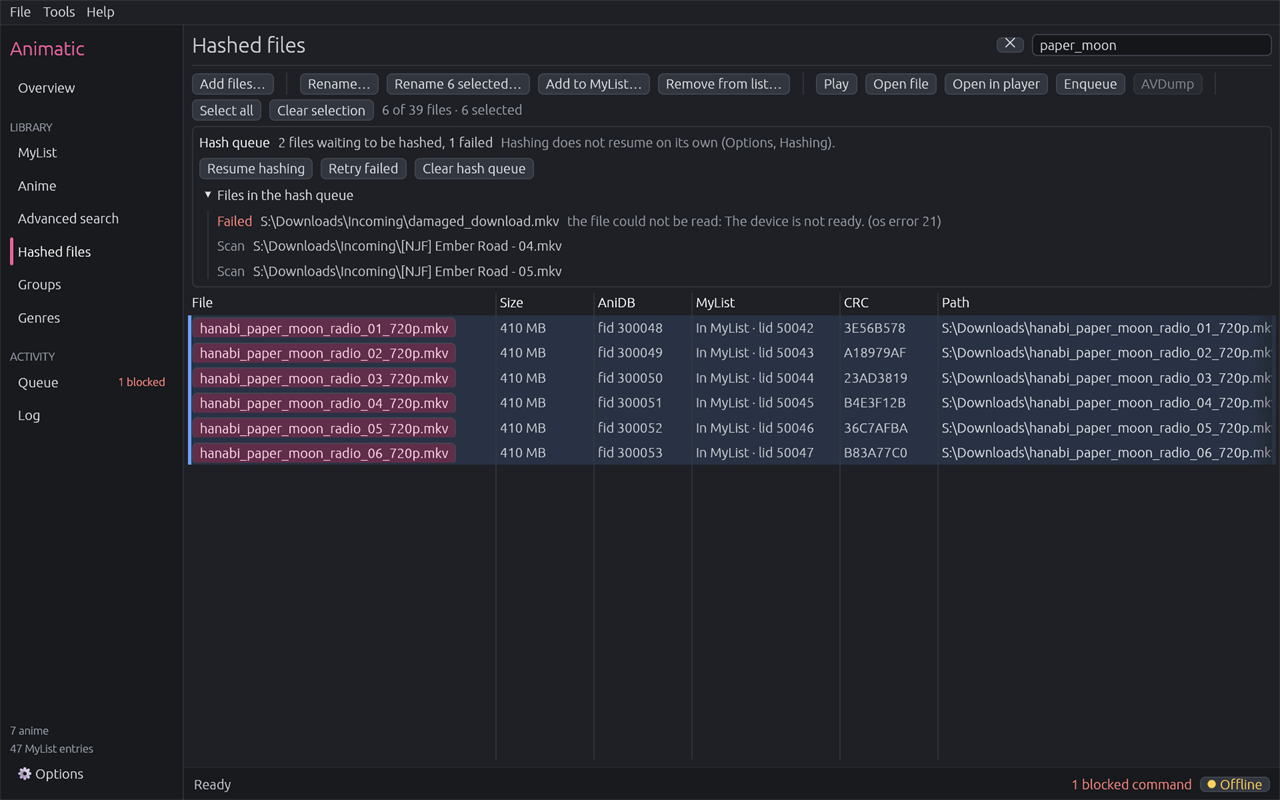 File Tools Help
Animatic
Hashed files
paper_moon
Overview
LIBRARY
MyList
Anime
Advanced search
Hashed files
Groups
Genres
ACTIVITY
Queue 1 blocked
Log
7 anime
47 MyList entries
Options
Add files… Rename… Rename 6 selected… Add to MyList… Remove from list… Play Open file Open in player Enqueue AVDump
Select all Clear selection 6 of 39 files · 6 selected
Hash queue 2 files waiting to be hashed, 1 failed Hashing does not resume on its own (Options, Hashing).
Resume hashing Retry failed Clear hash queue
Files in the hash queue
Failed S:\Downloads\Incoming\damaged_download.mkv the file could not be read: The device is not ready. (os error 21)
Scan S:\Downloads\Incoming\[NJF] Ember Road - 04.mkv
Scan S:\Downloads\Incoming\[NJF] Ember Road - 05.mkv
File Size AniDB MyList CRC Path
hanabi_paper_moon_radio_01_720p.mkv 410 MB fid 300048 In MyList · lid 50042 3E56B578 S:\Downloads\hanabi_paper_moon_radio_01_720p.mk
hanabi_paper_moon_radio_02_720p.mkv 410 MB fid 300049 In MyList · lid 50043 A18979AF S:\Downloads\hanabi_paper_moon_radio_02_720p.mk
hanabi_paper_moon_radio_03_720p.mkv 410 MB fid 300050 In MyList · lid 50044 23AD3819 S:\Downloads\hanabi_paper_moon_radio_03_720p.mk
hanabi_paper_moon_radio_04_720p.mkv 410 MB fid 300051 In MyList · lid 50045 B4E3F12B S:\Downloads\hanabi_paper_moon_radio_04_720p.mk
hanabi_paper_moon_radio_05_720p.mkv 410 MB fid 300052 In MyList · lid 50046 36C7AFBA S:\Downloads\hanabi_paper_moon_radio_05_720p.mk
hanabi_paper_moon_radio_06_720p.mkv 410 MB fid 300053 In MyList · lid 50047 B83A77C0 S:\Downloads\hanabi_paper_moon_radio_06_720p.mk
Ready 1 blocked command Offline